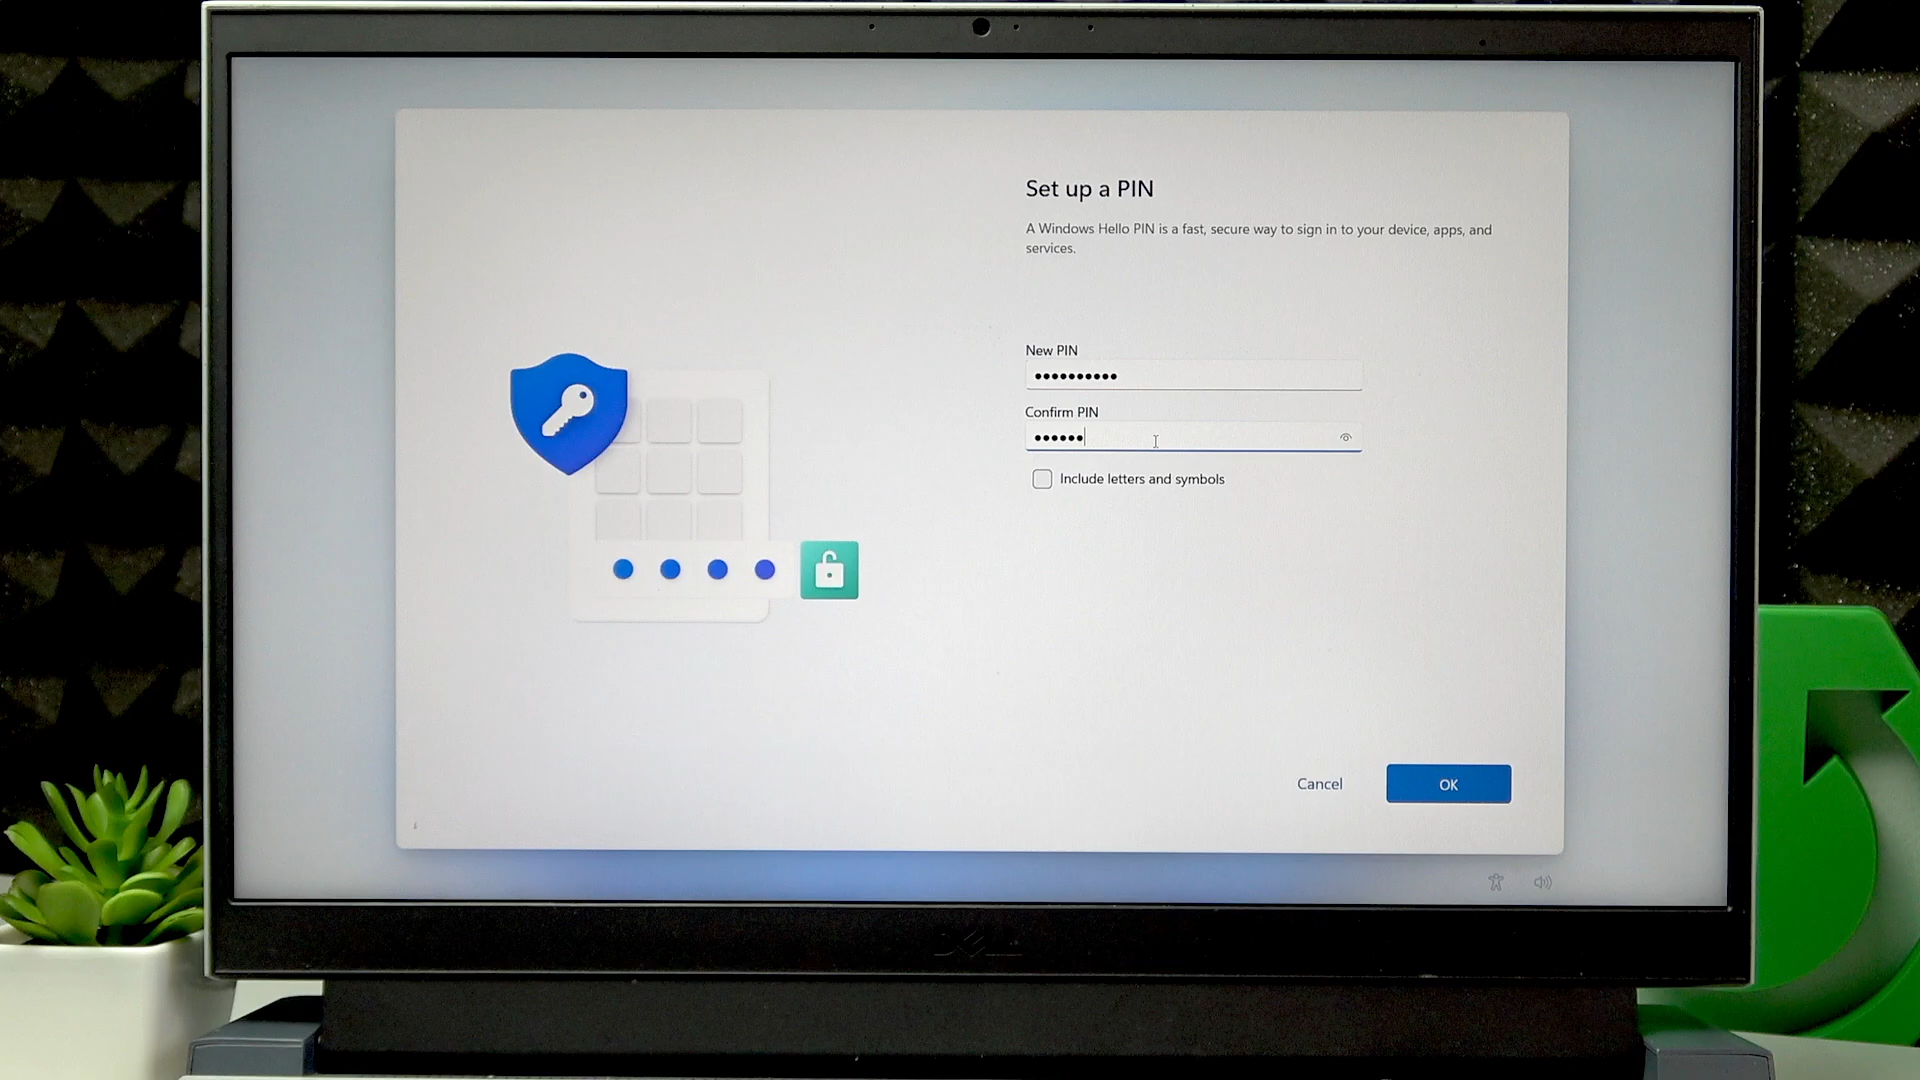 Set up a PIN
A Windows Hello PIN is a fast, secure way to sign in to your device, apps, and
services.
New PIN
••••••••••
Confirm PIN
••••••
Include letters and symbols
Cancel
OK
DELL